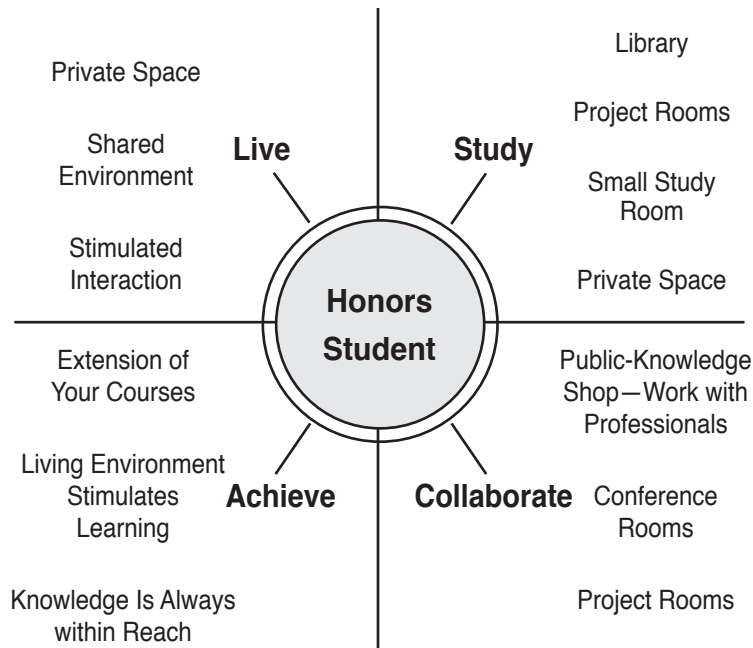 Private Space
Shared
Environment
Stimulated
Interaction
Live
Study
Library
Project Rooms
Small Study
Room
Private Space
Honors
Student
Extension of
Your Courses
Living Environment
Stimulates
Learning
Knowledge Is Always
within Reach
Achieve
Collaborate
Public-Knowledge
Shop—Work with
Professionals
Conference
Rooms
Project Rooms